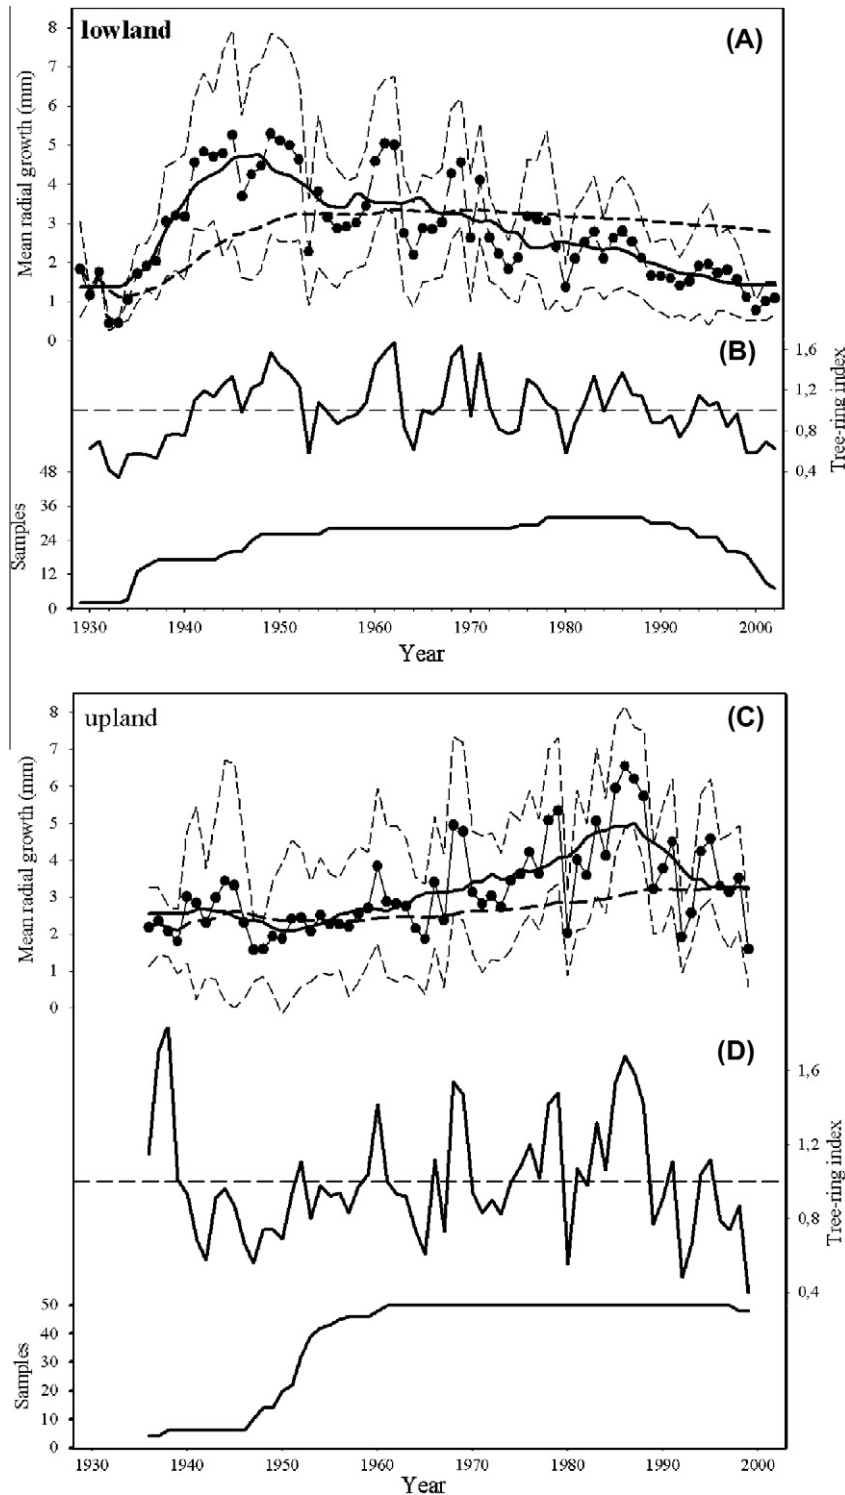 lowland
(A)
8
7
6
5
4
3
2
1
0
Mean radial growth (mm)
(B)
1,6
1,2
0,8
0,4
Tree-ring index
48
36
24
12
0
Samples
1930 1940 1950 1960 1970 1980 1990 2000
Year
upland
(C)
8
7
6
5
4
3
2
1
0
Mean radial growth (mm)
(D)
1,6
1,2
0,8
0,4
Tree-ring index
50
40
30
20
10
0
Samples
1930 1940 1950 1960 1970 1980 1990 2000
Year